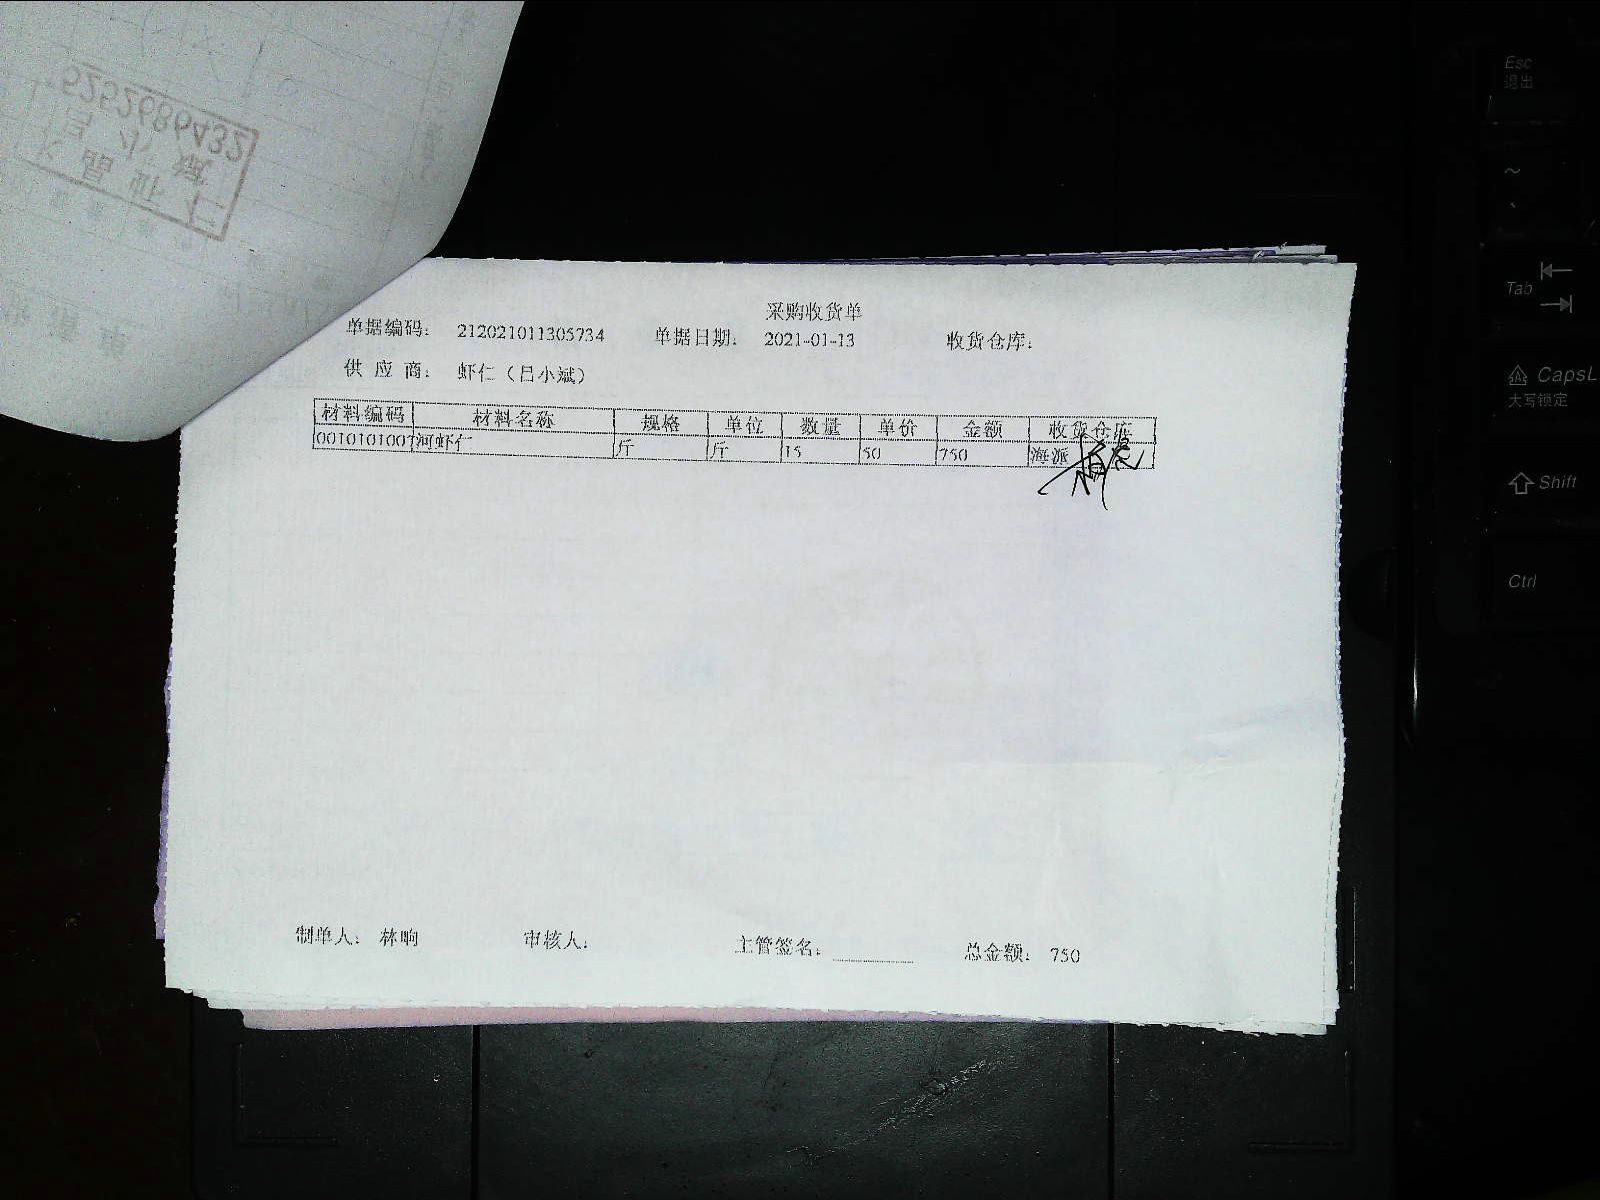 采购收货单
单据编码： 212021011305734 单据日期： 2021-01-13 收货仓库：
供 应 商： 虾仁（吕小斌）
材料编码 材料名称 规格 单位 数量 单价 金额 收货仓库
0010101007 河虾仁 斤 斤 15 50 750 海派
制单人： 林晌 审核人： 主管签名： 总金额： 750
5252686432
Esc
退出
~
Tab
CapsL
大写锁定
Shift
Ctrl